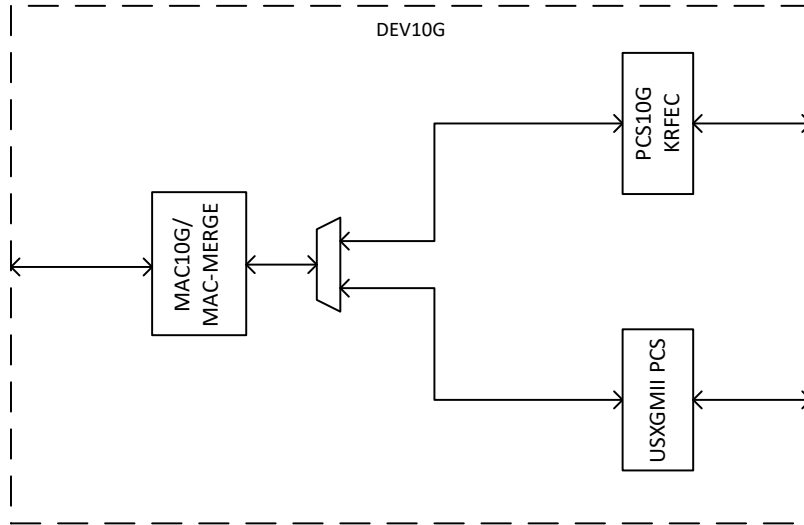 DEV10G
PCS10G
KRFEC
MAC10G/
MAC-MERGE
USXGMII PCS